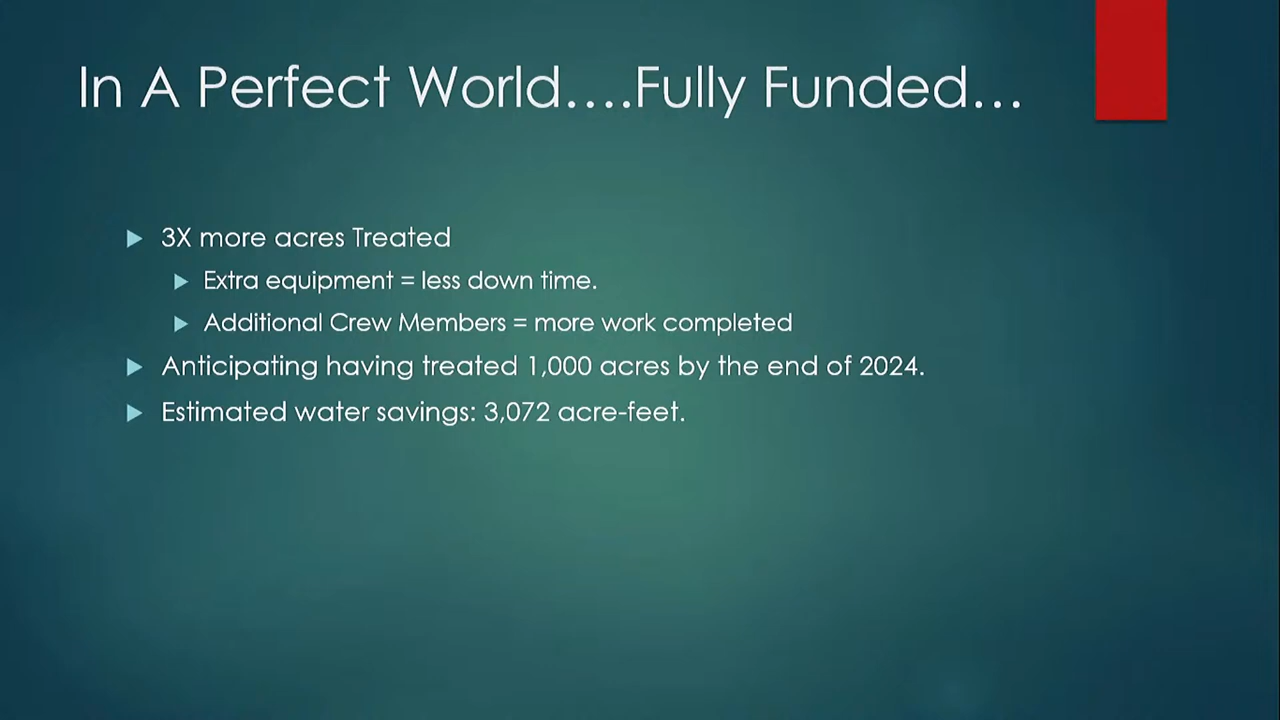 In A Perfect World....Fully Funded...
3X more acres Treated
Extra equipment = less down time.
Additional Crew Members = more work completed
Anticipating having treated 1,000 acres by the end of 2024.
Estimated water savings: 3,072 acre-feet.